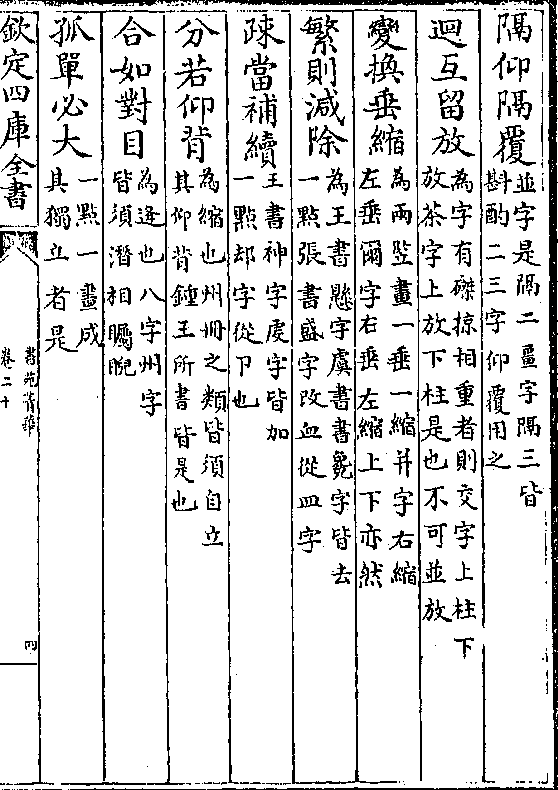 隔仰隔覆並字是隔二畺字隔三皆
斟酌二三字仰覆用之
迴互留放為字有磔掠相重者則交字上柱下
放茶字上放下柱是也不可並放
變換垂縮為兩竪畫一垂一縮并字右縮
左垂爾字右垂左縮上下亦然
繁則減除為王書懸字虞書書毚字皆去
一點張書盛字改血從皿字
疎當補續王書神字處字皆加
一點却字從卩也
分若仰背為縮也州冊之類皆須自立
其仰背鍾王所書皆是也
合如對目為逹也八字州字
皆須潛相矚睨
孤單必大一點一畫成
其獨立者是
欽定四庫全書
書苑菁華
卷二十
四